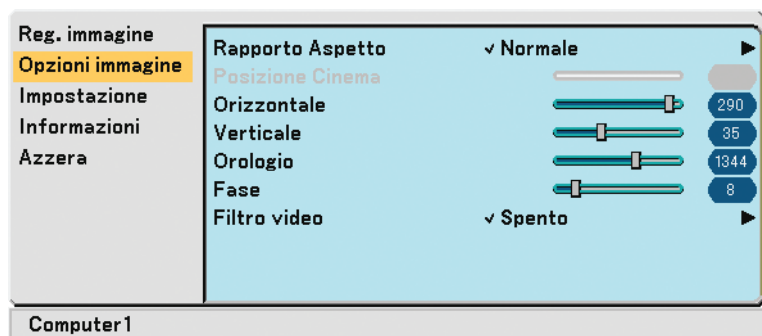 Reg. immagine
Opzioni immagine
Impostazione
Informazioni
Azzera
Rapporto Aspetto ✓ Normale ▶
Posizione Cinema
Orizzontale 290
Verticale 35
Orologio 1344
Fase 8
Filtro video ✓ Spento ▶
Computer1